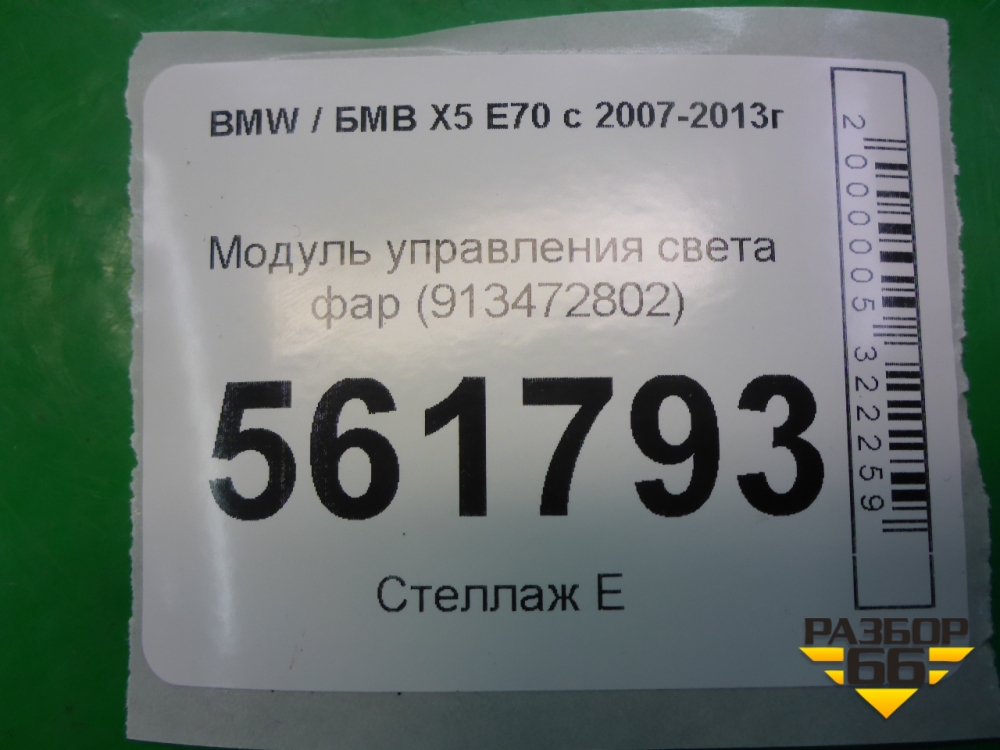 BMW / БМВ X5 E70 с 2007-2013г
Модуль управления света
фар (913472802)
561793
Стеллаж Е
2000005322259
РАЗБОР
66